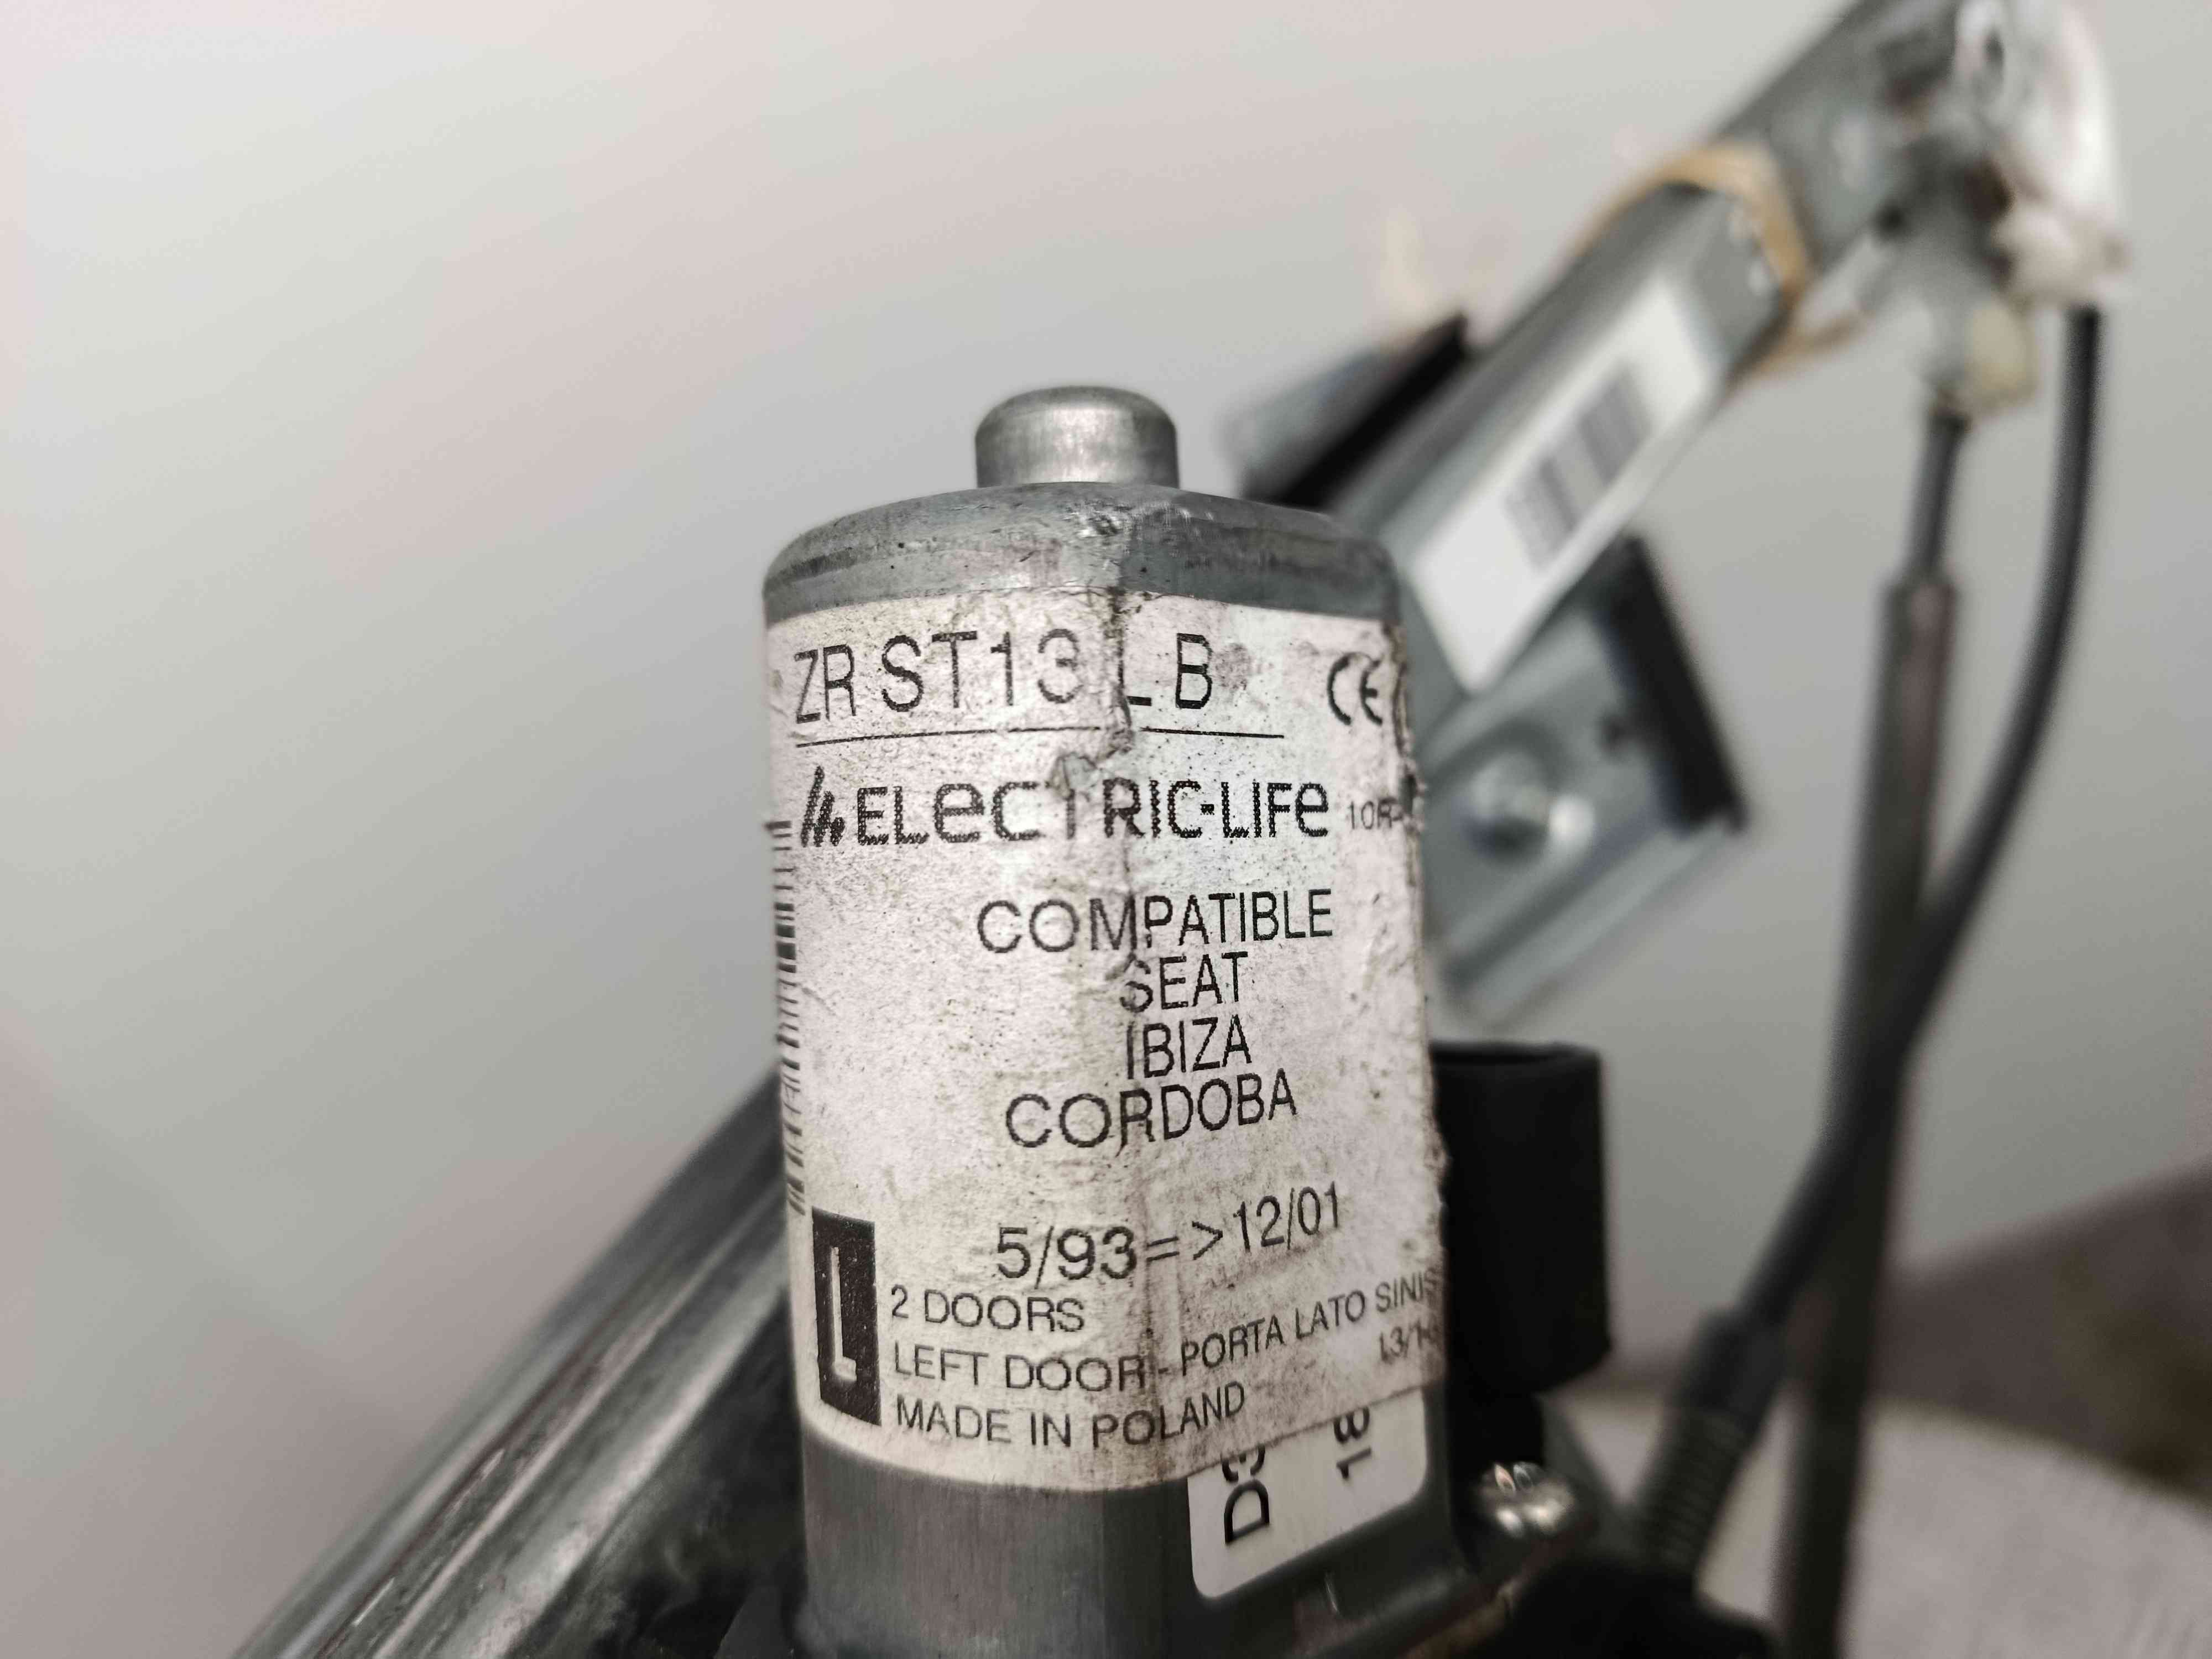 ZR ST13 L B
CE
ELECTRIC-LIFE
COMPATIBLE
SEAT
IBIZA
CORDOBA
5/93=>12/01
L
2 DOORS
LEFT DOOR - PORTA LATO
MADE IN POLAND